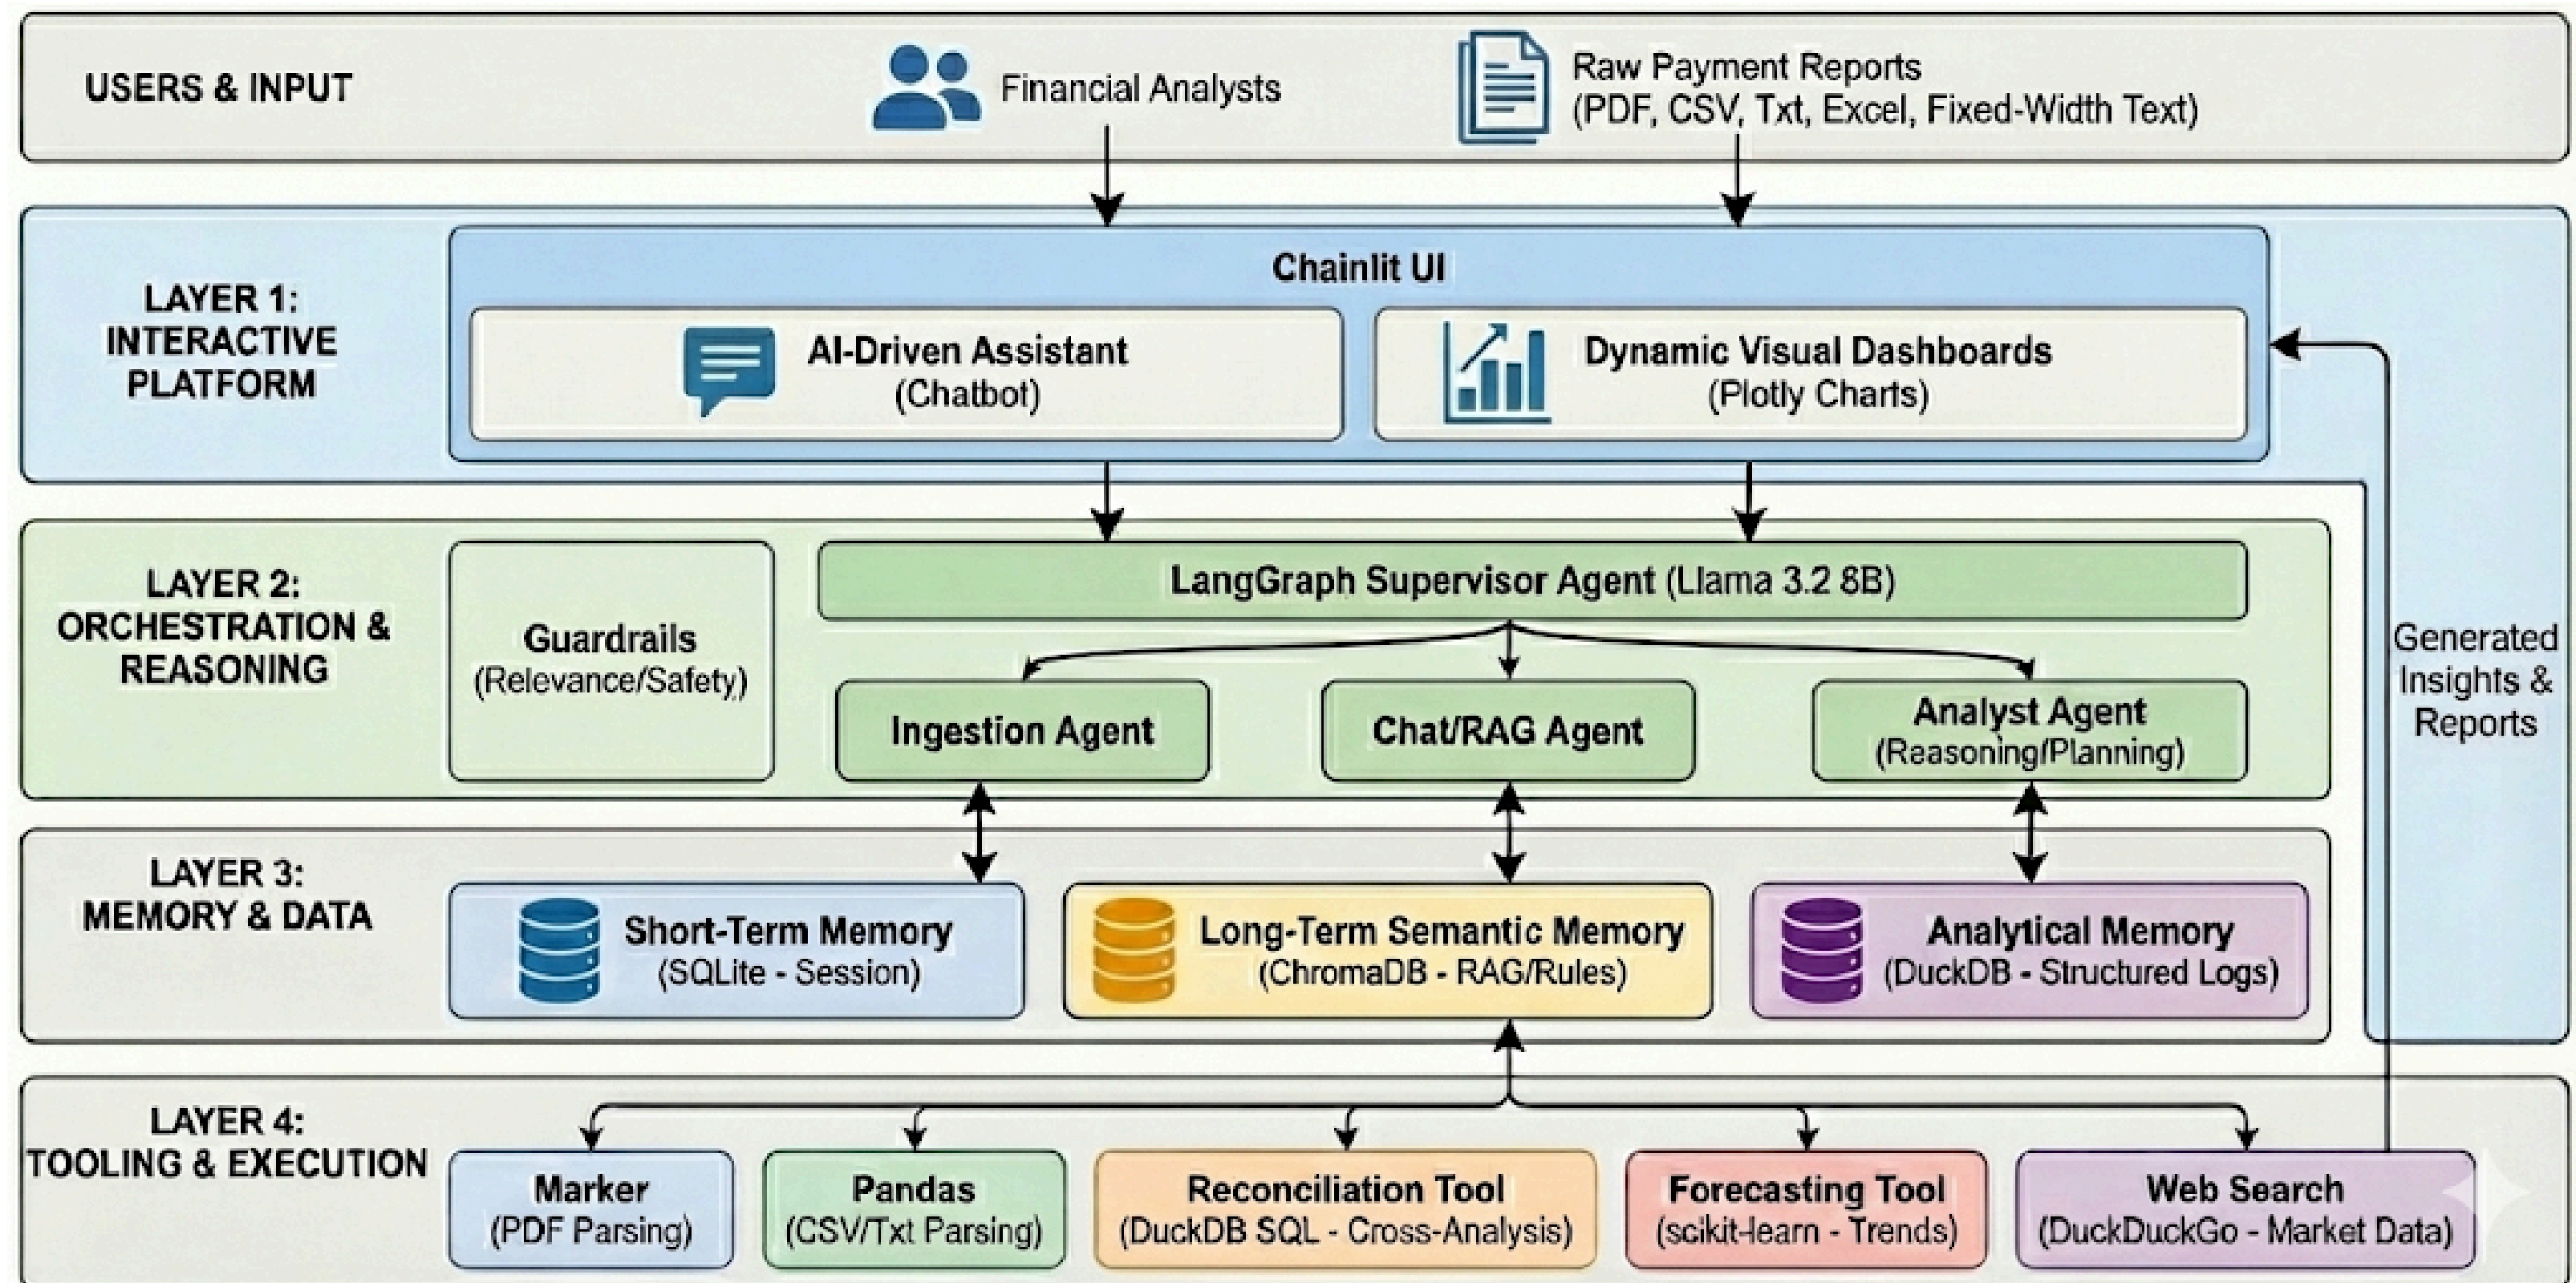 USERS & INPUT
Financial Analysts
Raw Payment Reports
(PDF, CSV, Txt, Excel, Fixed-Width Text)
LAYER 1:
INTERACTIVE
PLATFORM
Chainlit UI
AI-Driven Assistant
(Chatbot)
Dynamic Visual Dashboards
(Plotly Charts)
LAYER 2:
ORCHESTRATION &
REASONING
Guardrails
(Relevance/Safety)
LangGraph Supervisor Agent (Llama 3.2 8B)
Ingestion Agent
Chat/RAG Agent
Analyst Agent
(Reasoning/Planning)
Generated
Insights &
Reports
LAYER 3:
MEMORY & DATA
Short-Term Memory
(SQLite - Session)
Long-Term Semantic Memory
(ChromaDB - RAG/Rules)
Analytical Memory
(DuckDB - Structured Logs)
LAYER 4:
TOOLING & EXECUTION
Marker
(PDF Parsing)
Pandas
(CSV/Txt Parsing)
Reconciliation Tool
(DuckDB SQL - Cross-Analysis)
Forecasting Tool
(scikit-learn - Trends)
Web Search
(DuckDuckGo - Market Data)